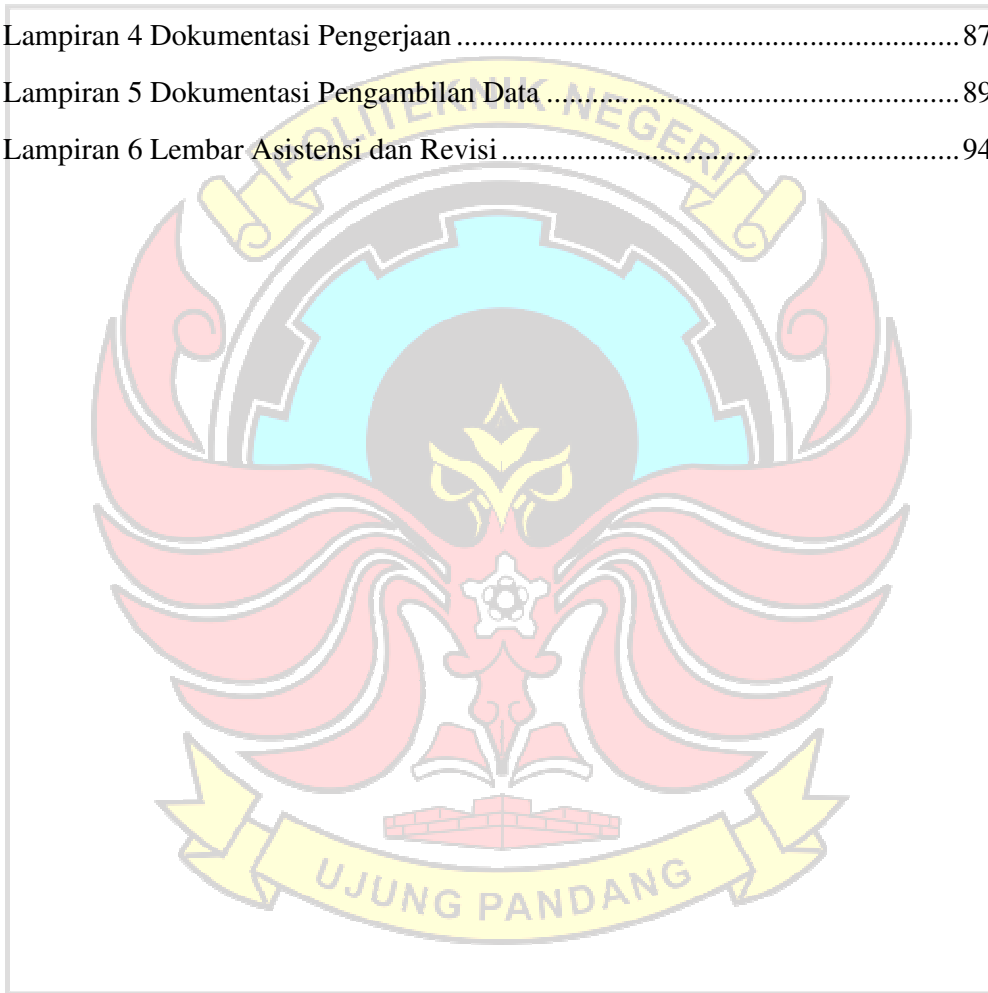 Lampiran 4 Dokumentasi Pengerjaan ................................................................... 87
Lampiran 5 Dokumentasi Pengambilan Data ....................................................... 89
Lampiran 6 Lembar Asistensi dan Revisi ............................................................. 94
POLITEKNIK NEGERI
UJUNG PANDANG